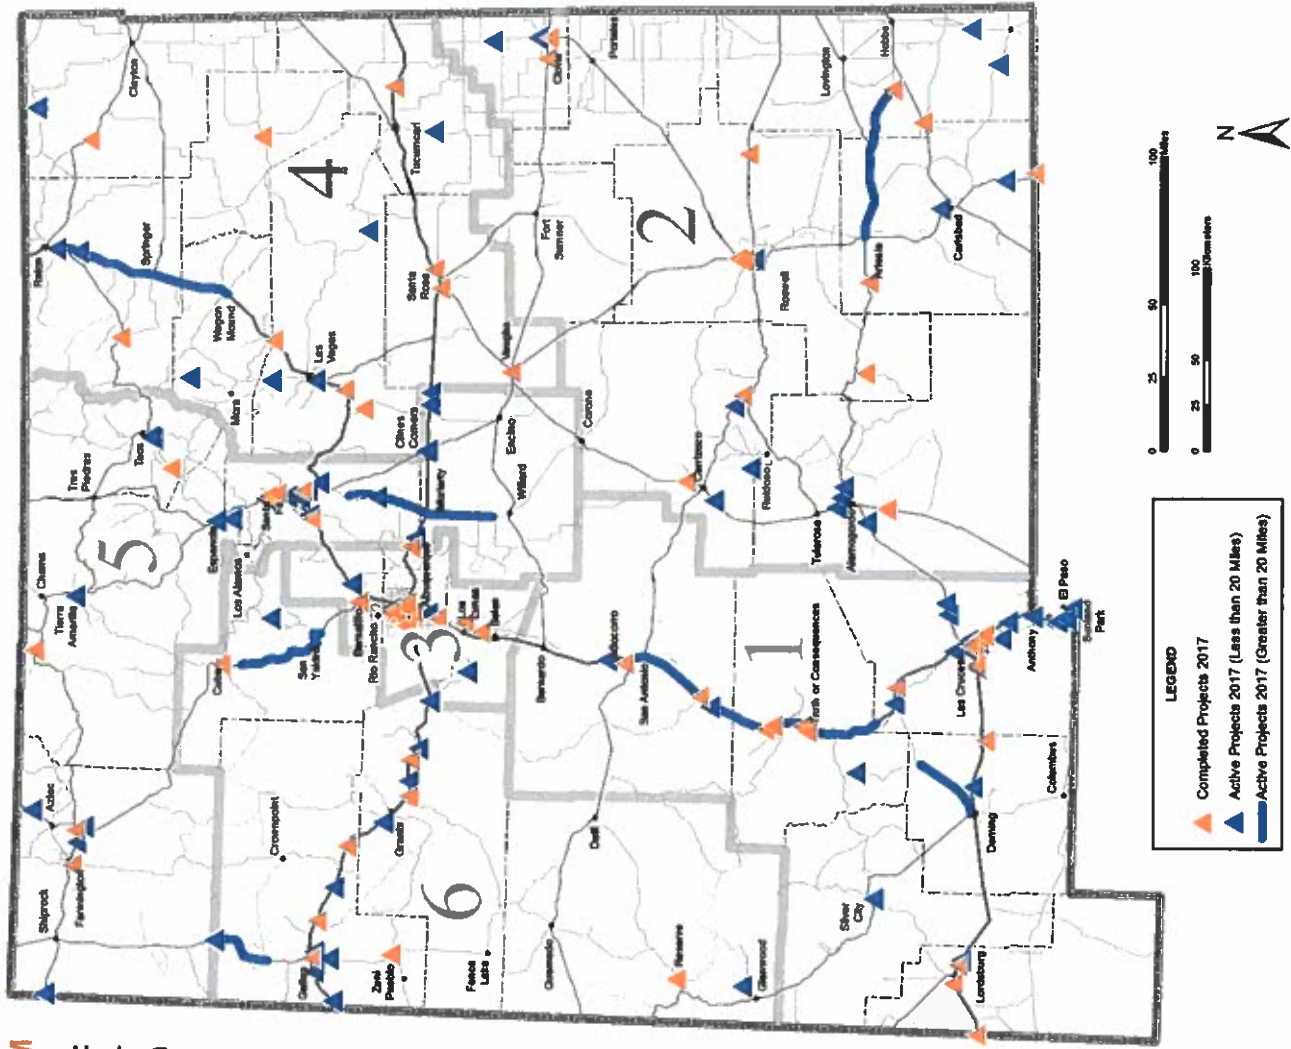 Clayton
Raton
Springer
Wagon
Mound
Las
Vegas
Mora
4
Tucumcari
Santa
Rosa
Clines
Corners
Clovis
Portales
Fort
Sumner
Vaughn
Encino
Corona
2
Roswell
Lovington
Hobbs
Artesia
Carlsbad
Carrizozo
Ruidoso
Tularosa
Alamogordo
Tres
Piedras
Taos
Chama
Tierra
Amarilla
5
Espanola
Los Alamos
Santa
Moriarty
Willard
Cuba
San
Ysidro
Bernalillo
Rio Rancho
Albuquerque
3
Los
Lunas
Belen
Bernardo
Socorro
San Antonio
1
Truth or Consequences
Las Cruces
Anthony
El Paso
Sunland
Park
Aztec
Farmington
Shiprock
Crownpoint
Grants
Gallup
6
Zuni
Pueblo
Fence
Lake
Quemado
Datil
Reserve
Glenwood
Silver
City
Deming
Columbus
Lordsburg
N
0 25 50 100
Miles
0 25 50 100
Kilometers
LEGEND
Completed Projects 2017
Active Projects 2017 (Less than 20 Miles)
Active Projects 2017 (Greater than 20 Miles)